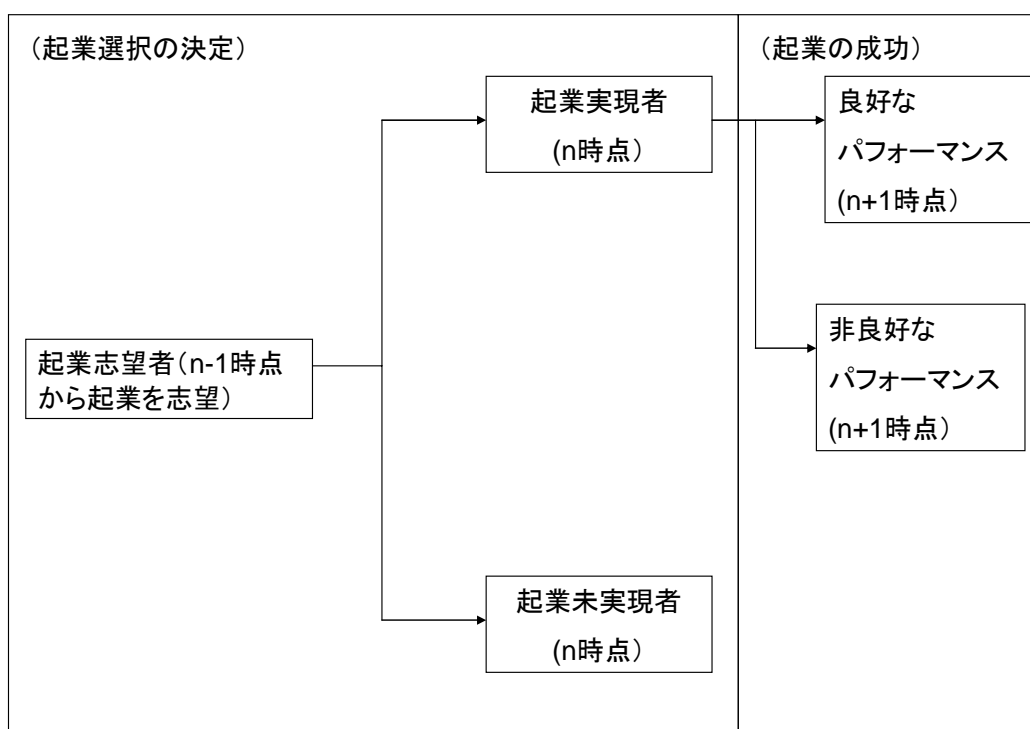 （起業選択の決定）
（起業の成功）
起業実現者
(n時点）
良好な
パフォーマンス
(n+1時点）
起業志望者（n-1時点
から起業を志望）
非良好な
パフォーマンス
(n+1時点）
起業未実現者
(n時点）